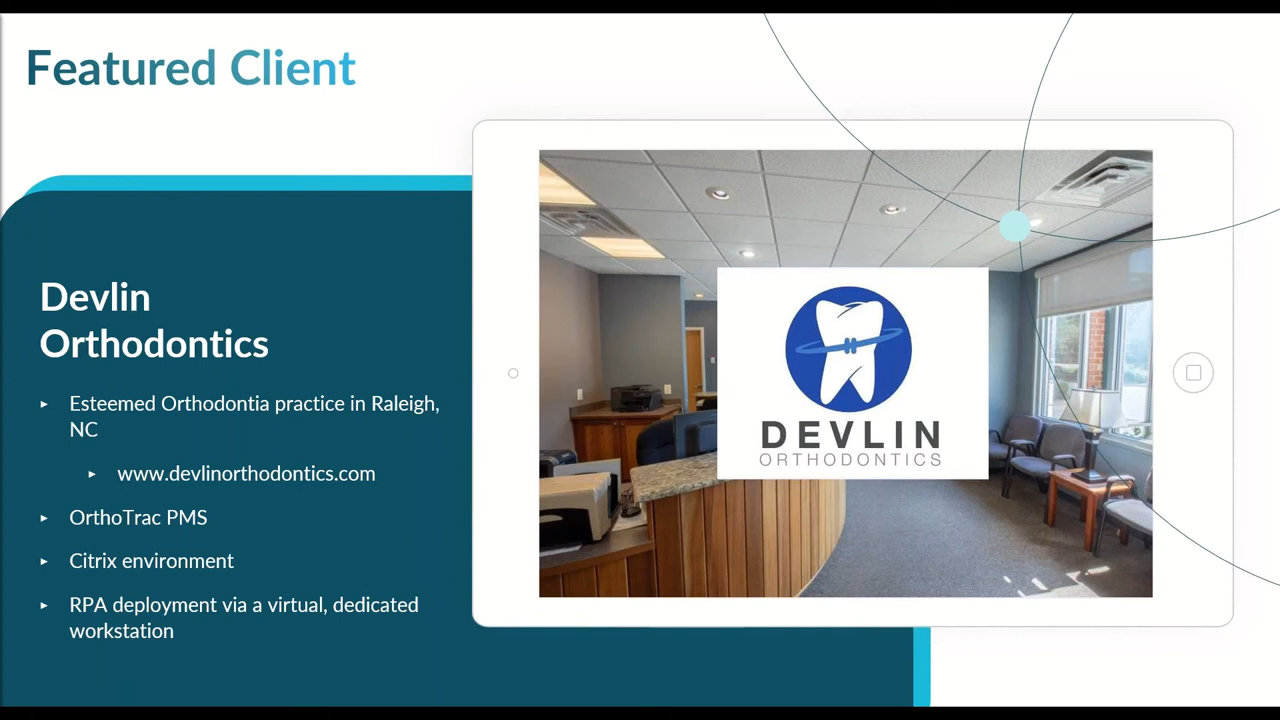 Featured Client
Devlin
Orthodontics
▸ Esteemed Orthodontia practice in Raleigh,
NC
▸ www.devlinorthodontics.com
▸ OrthoTrac PMS
▸ Citrix environment
▸ RPA deployment via a virtual, dedicated
workstation
DEVLIN
ORTHODONTICS